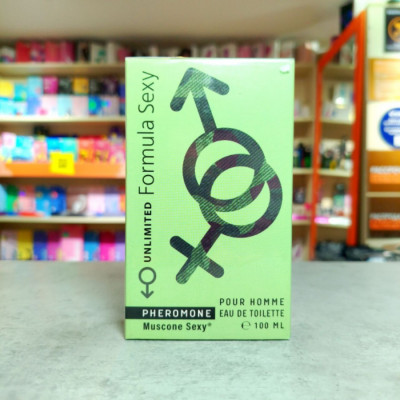 UNLIMITED Formula Sexy
PHEROMONE
Muscone Sexy®
POUR HOMME
EAU DE TOILETTE
℮ 100 ML